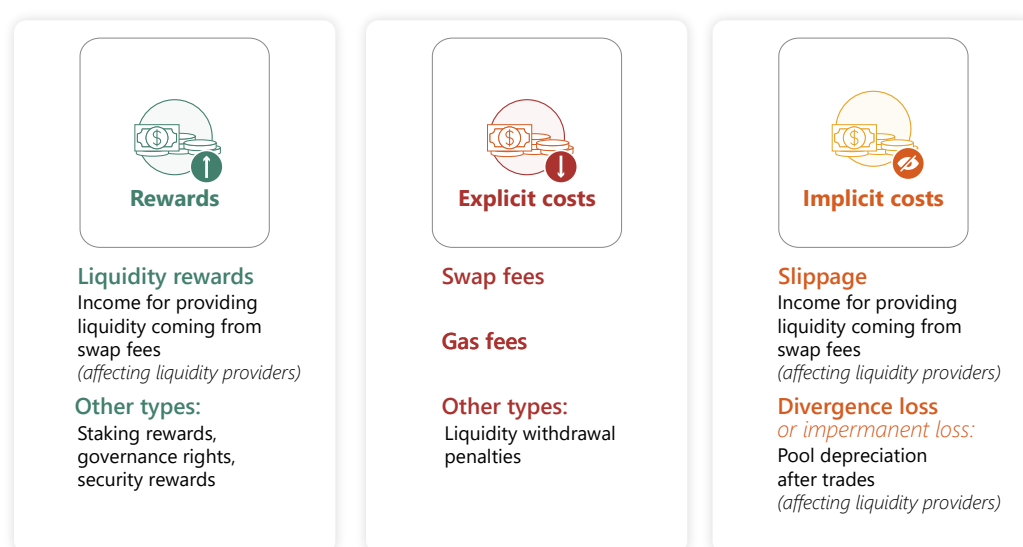 Rewards
Liquidity rewards
Income for providing
liquidity coming from
swap fees
(affecting liquidity providers)
Other types:
Staking rewards,
governance rights,
security rewards
Explicit costs
Swap fees
Gas fees
Other types:
Liquidity withdrawal
penalties
Implicit costs
Slippage
Income for providing
liquidity coming from
swap fees
(affecting liquidity providers)
Divergence loss
or impermanent loss:
Pool depreciation
after trades
(affecting liquidity providers)